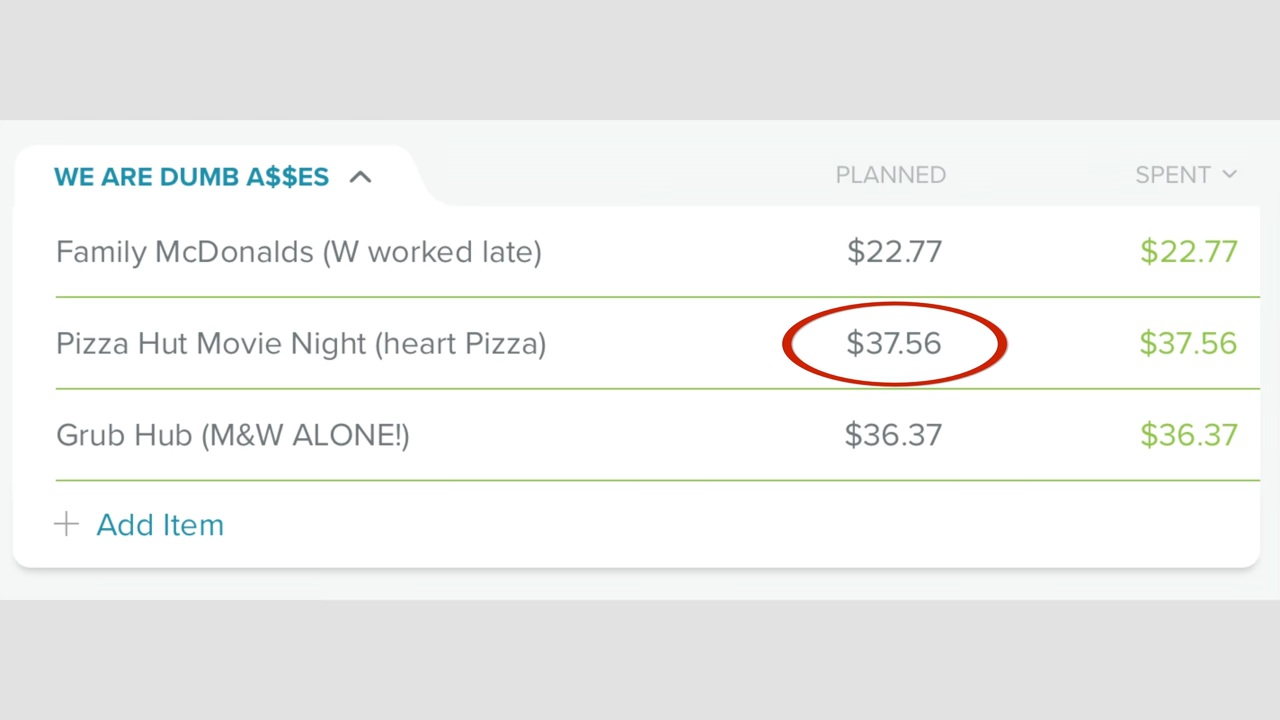 WE ARE DUMB A$$ES PLANNED SPENT
Family McDonalds (W worked late) $22.77 $22.77
Pizza Hut Movie Night (heart Pizza) $37.56 $37.56
Grub Hub (M&W ALONE!) $36.37 $36.37
+ Add Item